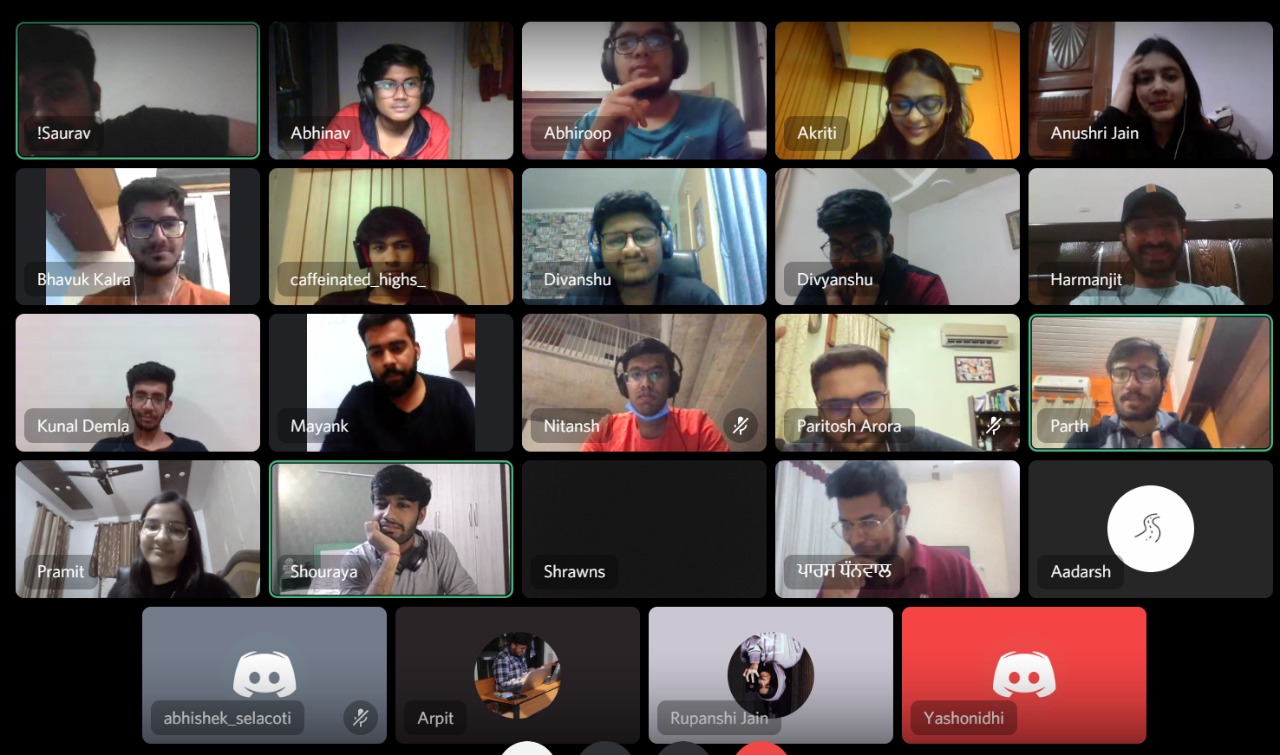 !Saurav
Abhinav
Abhiroop
Akriti
Anushri Jain
Bhavuk Kalra
caffeinated_highs_
Divanshu
Divyanshu
Harmanjit
Kunal Demla
Mayank
Nitansh
Paritosh Arora
Parth
Pramit
Shouraya
Shrawns
ਪਾਰਸ ਧੰਨਵਾਲ
Aadarsh
abhishek_selacoti
Arpit
Rupanshi Jain
Yashonidhi